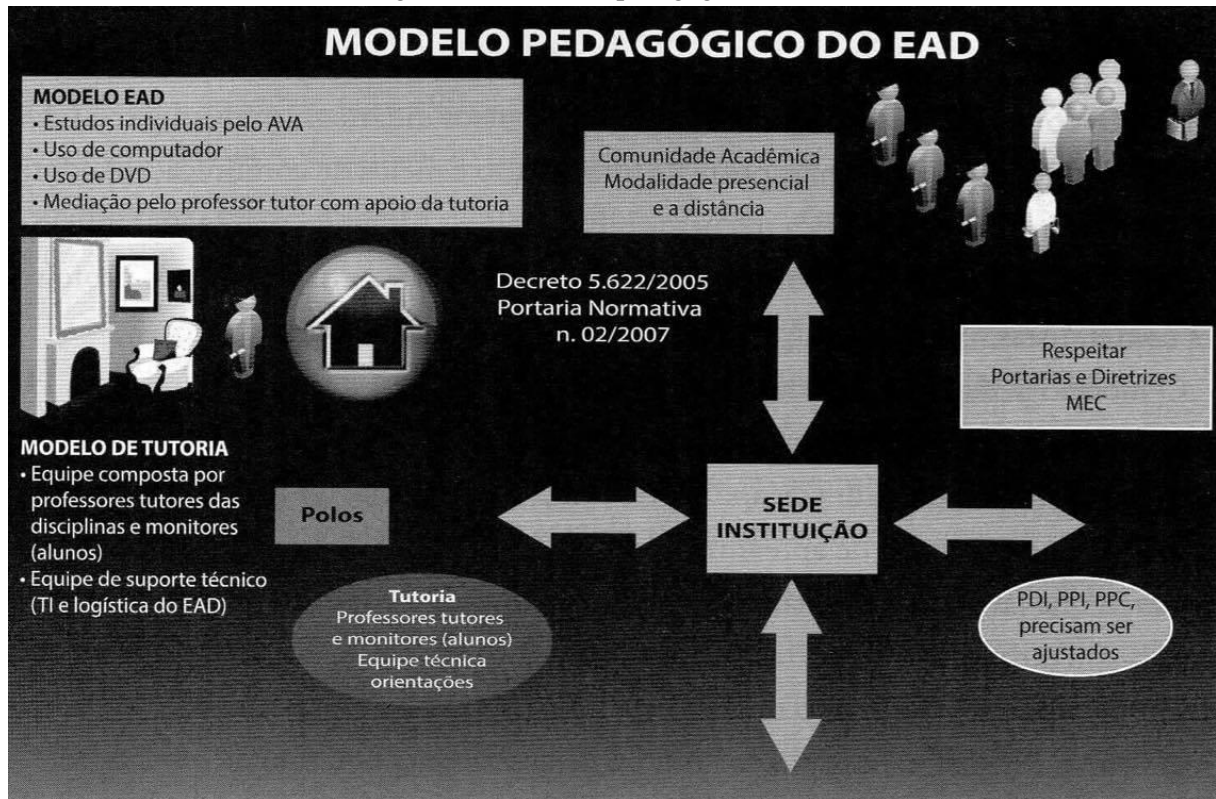 MODELO PEDAGÓGICO DO EAD
MODELO EAD
• Estudos individuais pelo AVA
• Uso de computador
• Uso de DVD
• Mediação pelo professor tutor com apoio da tutoria
Comunidade Acadêmica
Modalidade presencial
e a distância
Decreto 5.622/2005
Portaria Normativa
n. 02/2007
Respeitar
Portarias e Diretrizes
MEC
MODELO DE TUTORIA
• Equipe composta por
professores tutores das
disciplinas e monitores
(alunos)
• Equipe de suporte técnico
(TI e logística do EAD)
Polos
SEDE
INSTITUIÇÃO
Tutoria
Professores tutores
e monitores (alunos)
Equipe técnica
orientações
PDI, PPI, PPC,
precisam ser
ajustados